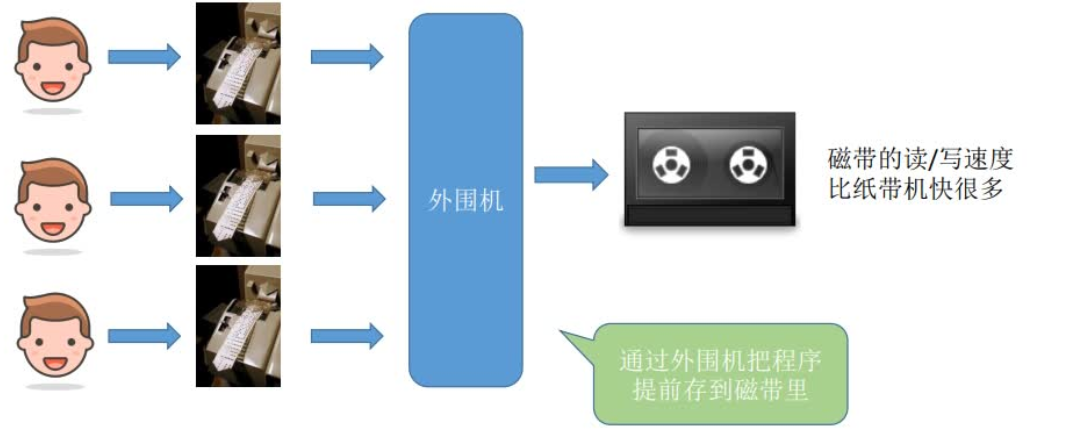 外围机
磁带的读/写速度
比纸带机快很多
通过外围机把程序
提前存到磁带里